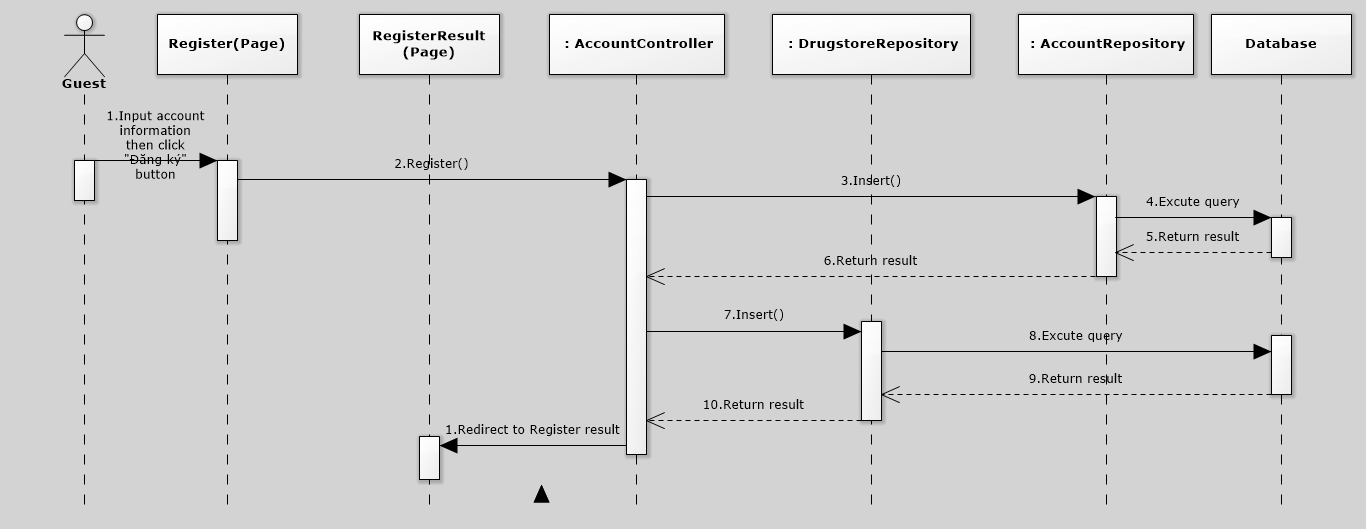 Guest
Register(Page)
RegisterResult
(Page)
: AccountController
: DrugstoreRepository
: AccountRepository
Database
1.Input account
information
then click
"Đăng ký"
button
2.Register()
3.Insert()
4.Excute query
5.Return result
6.Return result
7.Insert()
8.Excute query
9.Return result
10.Return result
1.Redirect to Register result